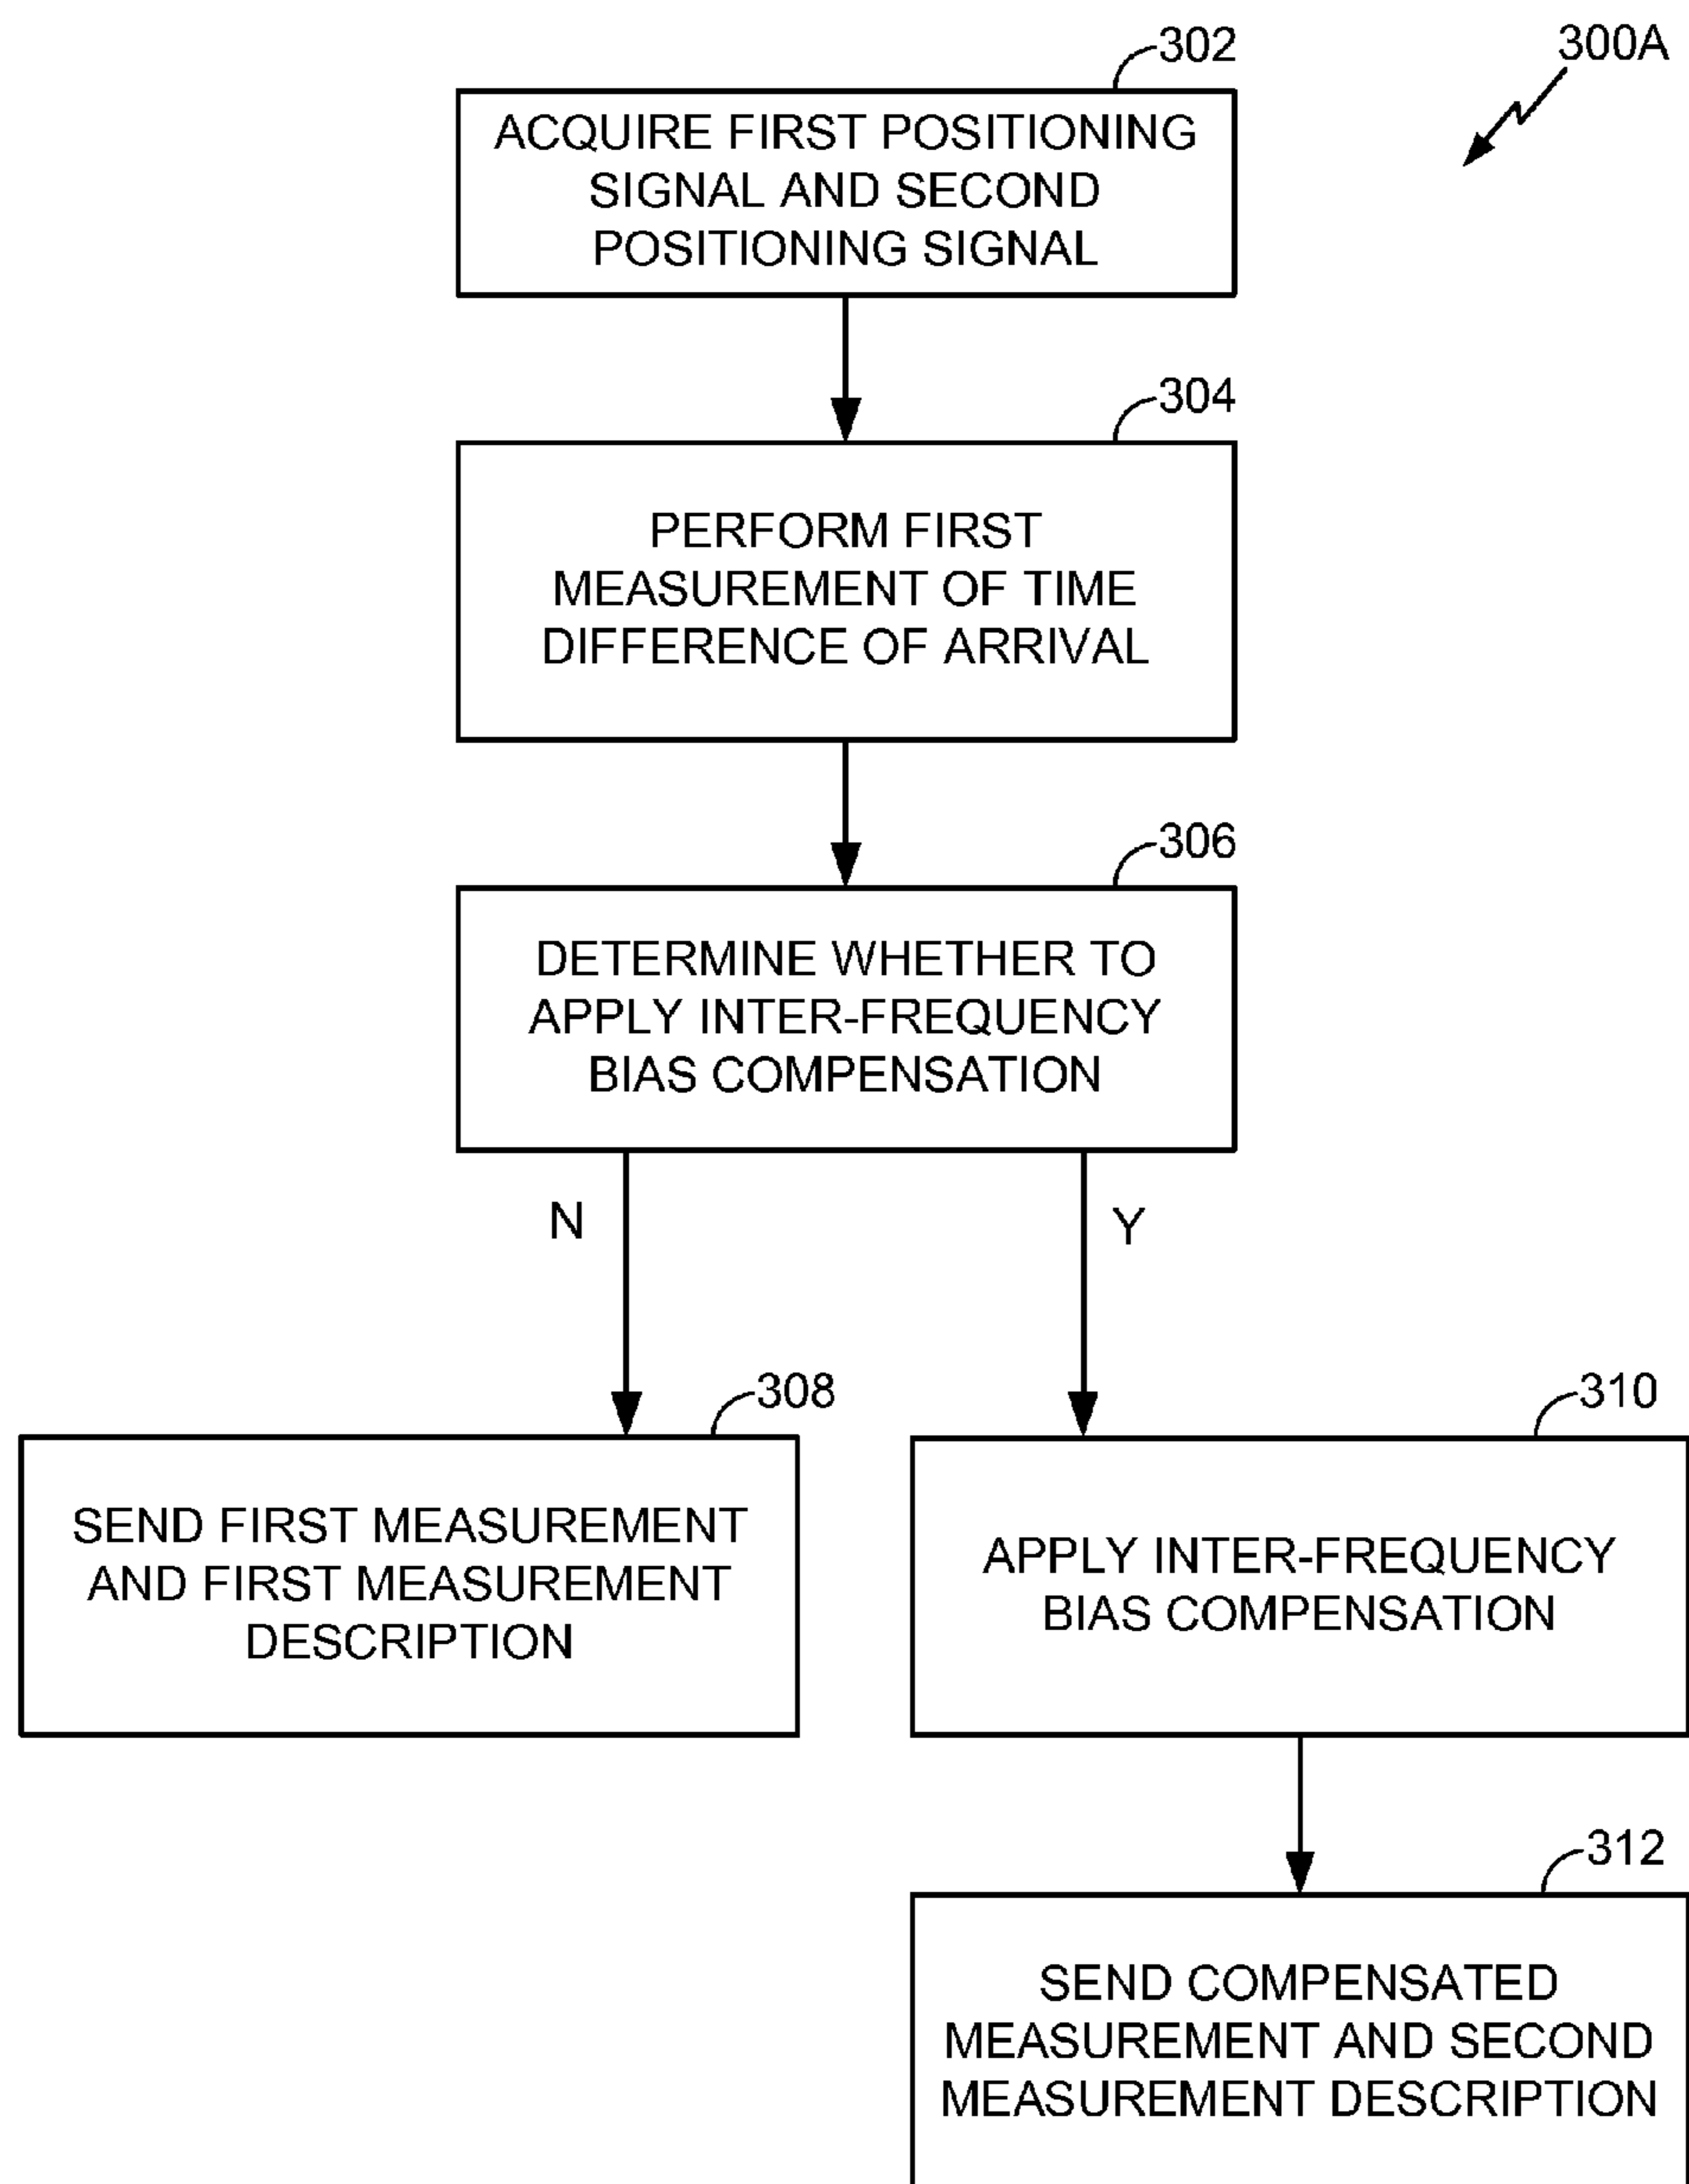 302
300A
ACQUIRE FIRST POSITIONING
SIGNAL AND SECOND
POSITIONING SIGNAL
304
PERFORM FIRST
MEASUREMENT OF TIME
DIFFERENCE OF ARRIVAL
306
DETERMINE WHETHER TO
APPLY INTER-FREQUENCY
BIAS COMPENSATION
N
Y
308
SEND FIRST MEASUREMENT
AND FIRST MEASUREMENT
DESCRIPTION
310
APPLY INTER-FREQUENCY
BIAS COMPENSATION
312
SEND COMPENSATED
MEASUREMENT AND SECOND
MEASUREMENT DESCRIPTION